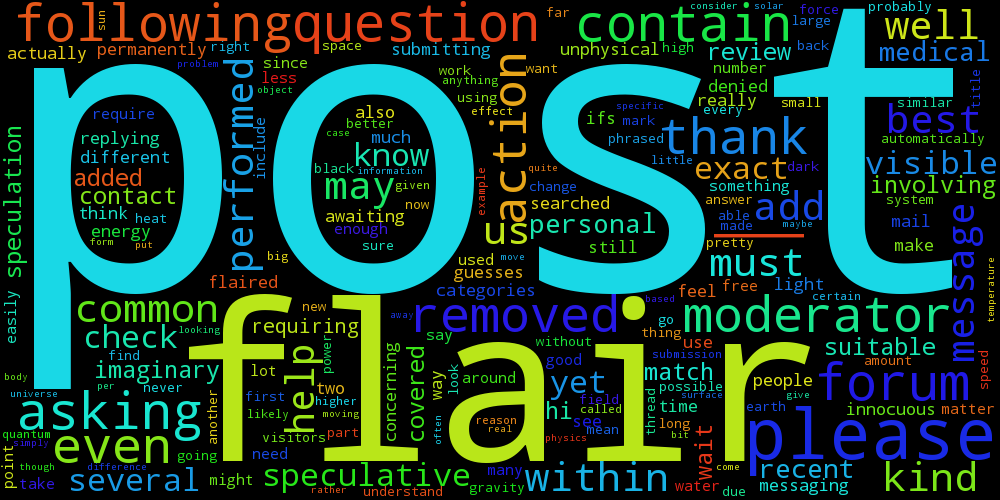 followingquestion
contain
well
far
consider
solar
force
probably
large
sun
actually
permanently
right
space
submitting
unphysical
high
review
back
medical
problem
since
work
want
number
less
anything
denied
object
using
effect
really
small
similar
title
post
require
also
better
case
much
ifs
specific
mark
every
best
replying
phrased
thank
automatically
different
know
black
information
little
exact
dark
visible
added
may
given
quite
something
involving
contact
change
answer
think
heat
awaiting
now
example
searched
able
add
system
energy
enough
us
personal
made
maybe
mail
form
put
sure
still
pretty
make
performed
include
action
speculation
easily
big
used
move
must
message
flaired
guesses
feel
free
light
categories
certain
temperature
common
new
removed
away
based
moderator
check
looking
requiring
say
without
go
thing
use
suitable
find
help
power
concerning
covered
way
look
around
good
submission
match
people
amount
speed
imaginary
lot
body
per
never
two
yet
field
possible
surface
give
forum
universe
another
first
higher
flair
hi
called
time
earth
innocuous
matter
asking
likely
moving
often
reason
real
see
thread
long
quantum
simply
even
going
visitors
part
physics
mean
bit
wait
please
point
though
difference
need
come
recent
take
several
might
speculative
many
within
water
due
messaging
kind
rather
understand
gravity